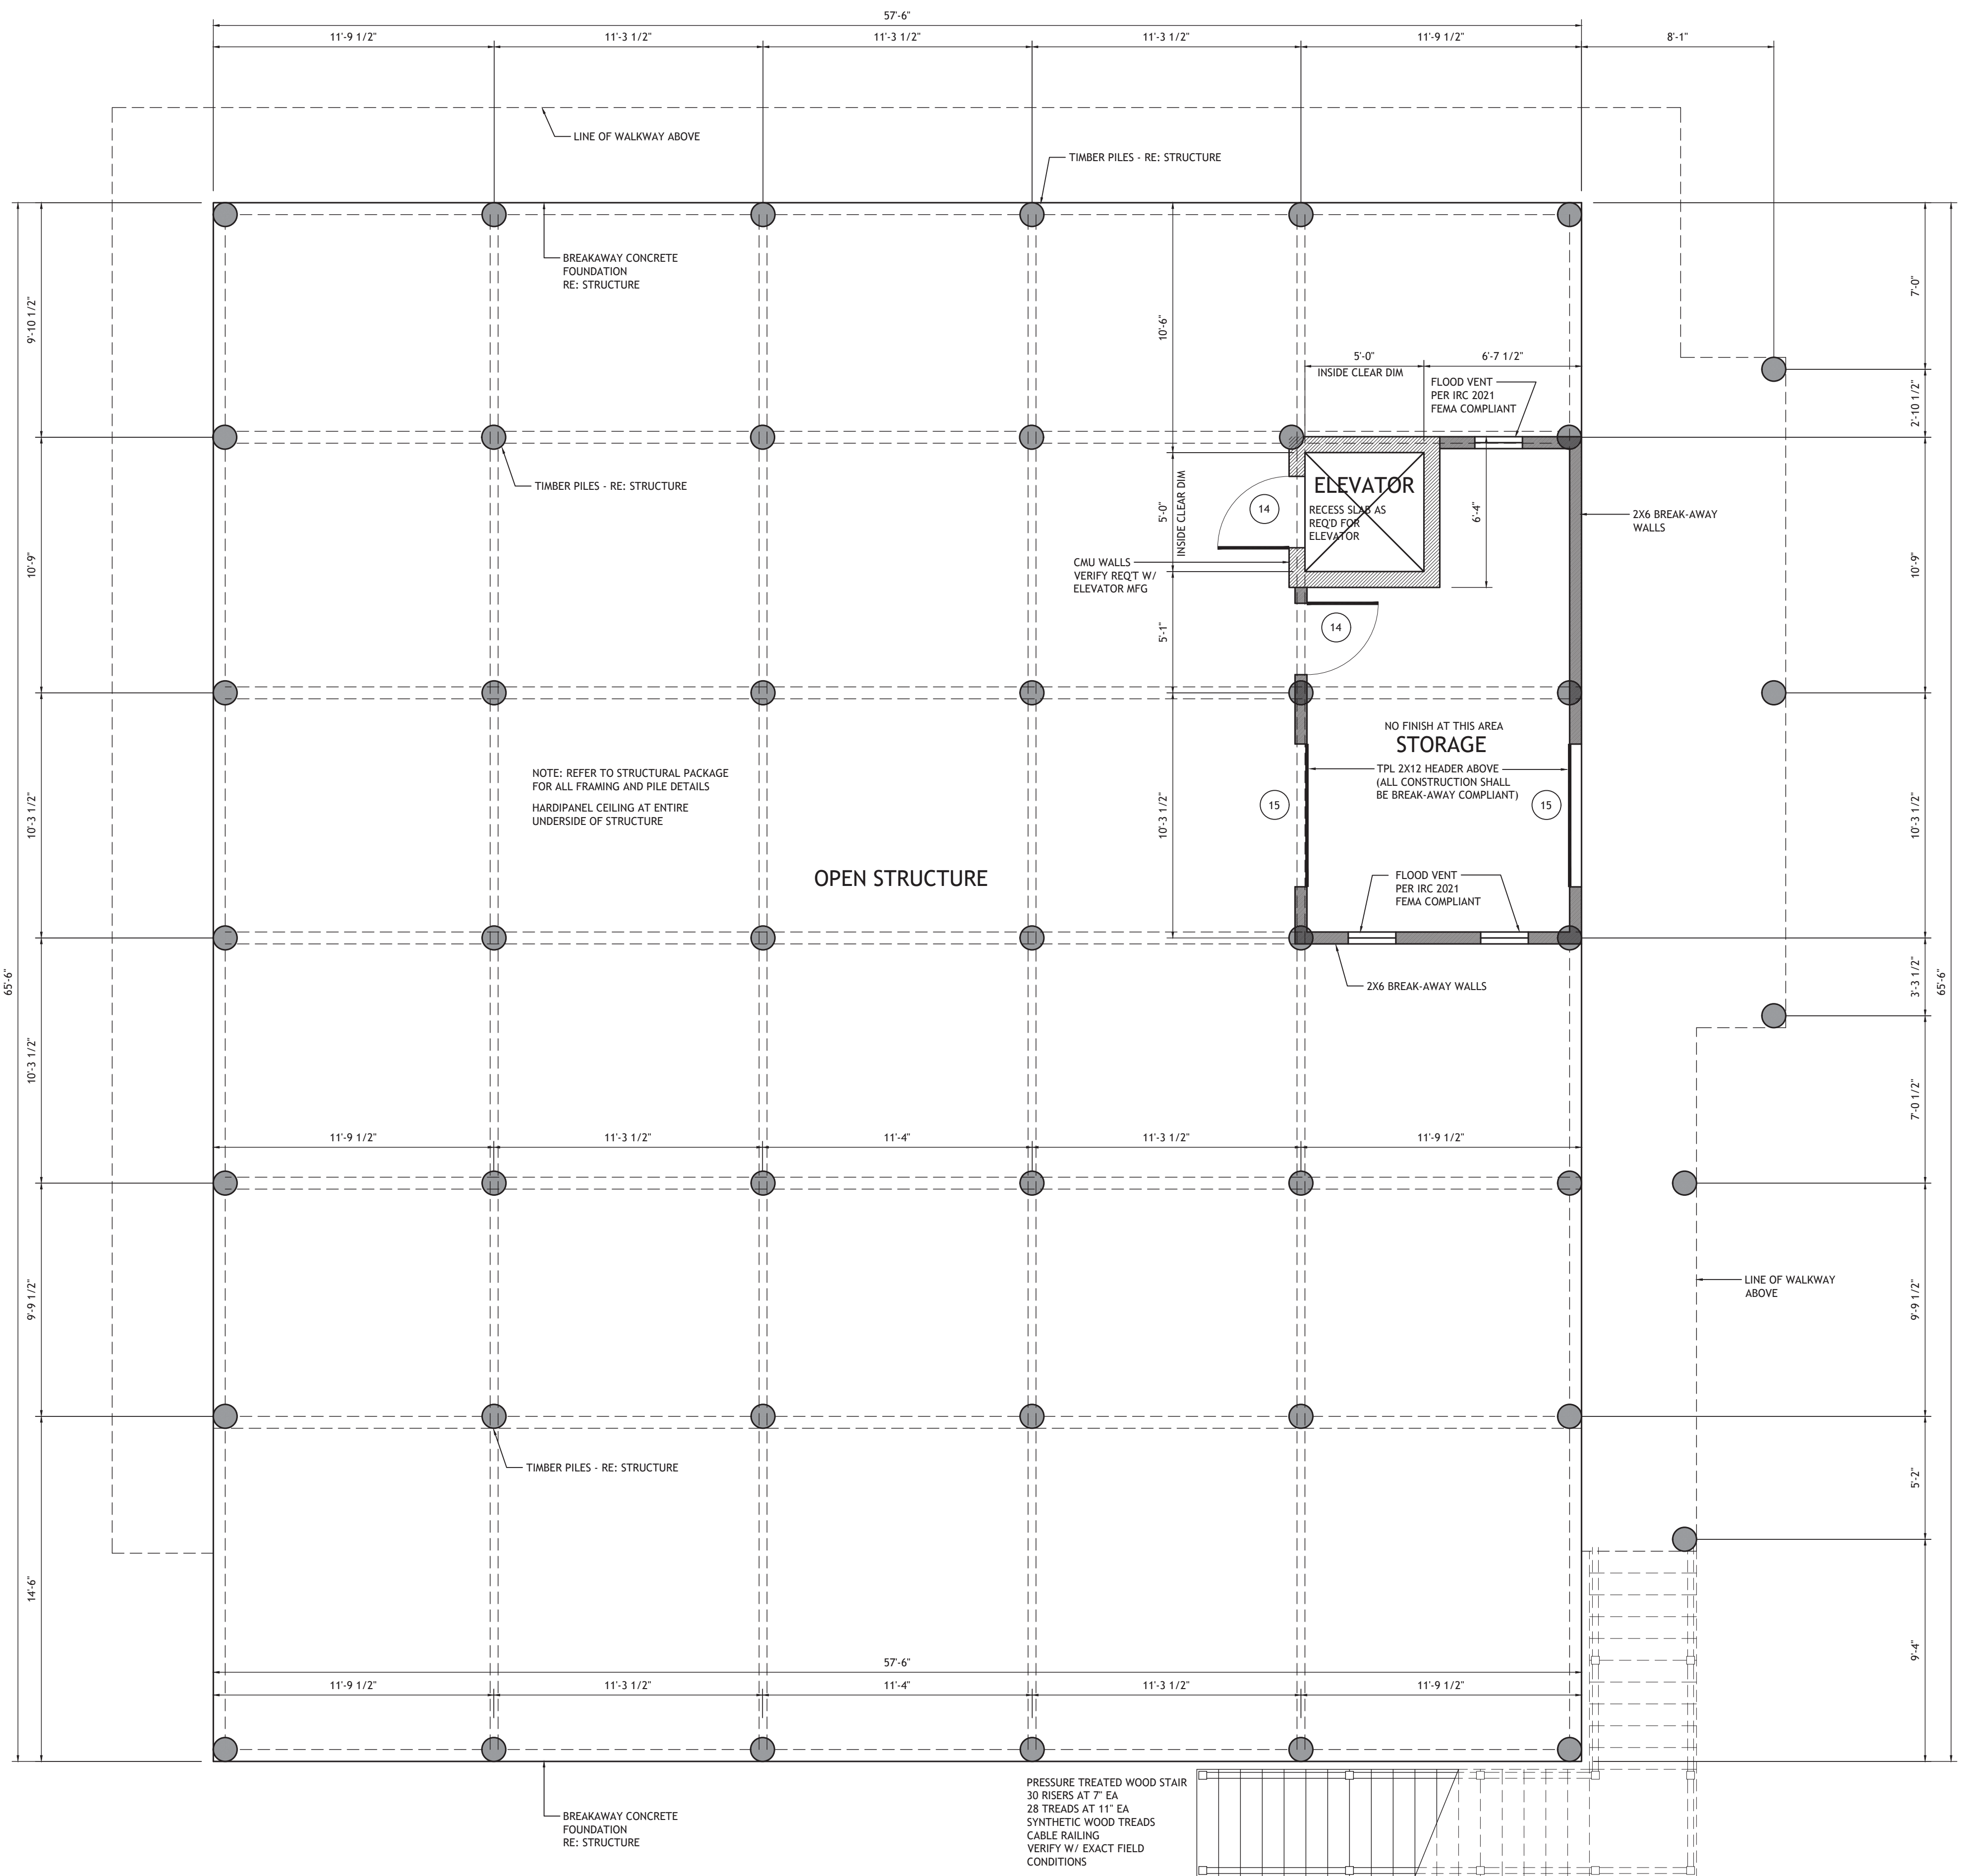 57'-6"
11'-9 1/2"
11'-3 1/2"
11'-3 1/2"
11'-3 1/2"
11'-9 1/2"
8'-1"
LINE OF WALKWAY ABOVE
TIMBER PILES - RE: STRUCTURE
BREAKAWAY CONCRETE
FOUNDATION
RE: STRUCTURE
9'-10 1/2"
10'-6"
7'-0"
5'-0"
6'-7 1/2"
INSIDE CLEAR DIM
FLOOD VENT
PER IRC 2021
FEMA COMPLIANT
2'-10 1/2"
TIMBER PILES - RE: STRUCTURE
ELEVATOR
RECESS SLAB AS
REQ'D FOR
ELEVATOR
14
5'-0"
INSIDE CLEAR DIM
6'-4"
2X6 BREAK-AWAY
WALLS
CMU WALLS
VERIFY REQ'T W/
ELEVATOR MFG
10'-9"
10'-9"
14
5'-1"
NO FINISH AT THIS AREA
STORAGE
TPL 2X12 HEADER ABOVE
(ALL CONSTRUCTION SHALL
BE BREAK-AWAY COMPLIANT)
NOTE: REFER TO STRUCTURAL PACKAGE
FOR ALL FRAMING AND PILE DETAILS
HARDIPANEL CEILING AT ENTIRE
UNDERSIDE OF STRUCTURE
10'-3 1/2"
10'-3 1/2"
15
15
10'-3 1/2"
OPEN STRUCTURE
FLOOD VENT
PER IRC 2021
FEMA COMPLIANT
65'-6"
2X6 BREAK-AWAY WALLS
3'-3 1/2"
65'-6"
10'-3 1/2"
7'-0 1/2"
11'-9 1/2"
11'-3 1/2"
11'-4"
11'-3 1/2"
11'-9 1/2"
9'-9 1/2"
LINE OF WALKWAY
ABOVE
9'-9 1/2"
TIMBER PILES - RE: STRUCTURE
5'-2"
14'-6"
9'-4"
57'-6"
11'-9 1/2"
11'-3 1/2"
11'-4"
11'-3 1/2"
11'-9 1/2"
BREAKAWAY CONCRETE
FOUNDATION
RE: STRUCTURE
PRESSURE TREATED WOOD STAIR
30 RISERS AT 7" EA
28 TREADS AT 11" EA
SYNTHETIC WOOD TREADS
CABLE RAILING
VERIFY W/ EXACT FIELD
CONDITIONS